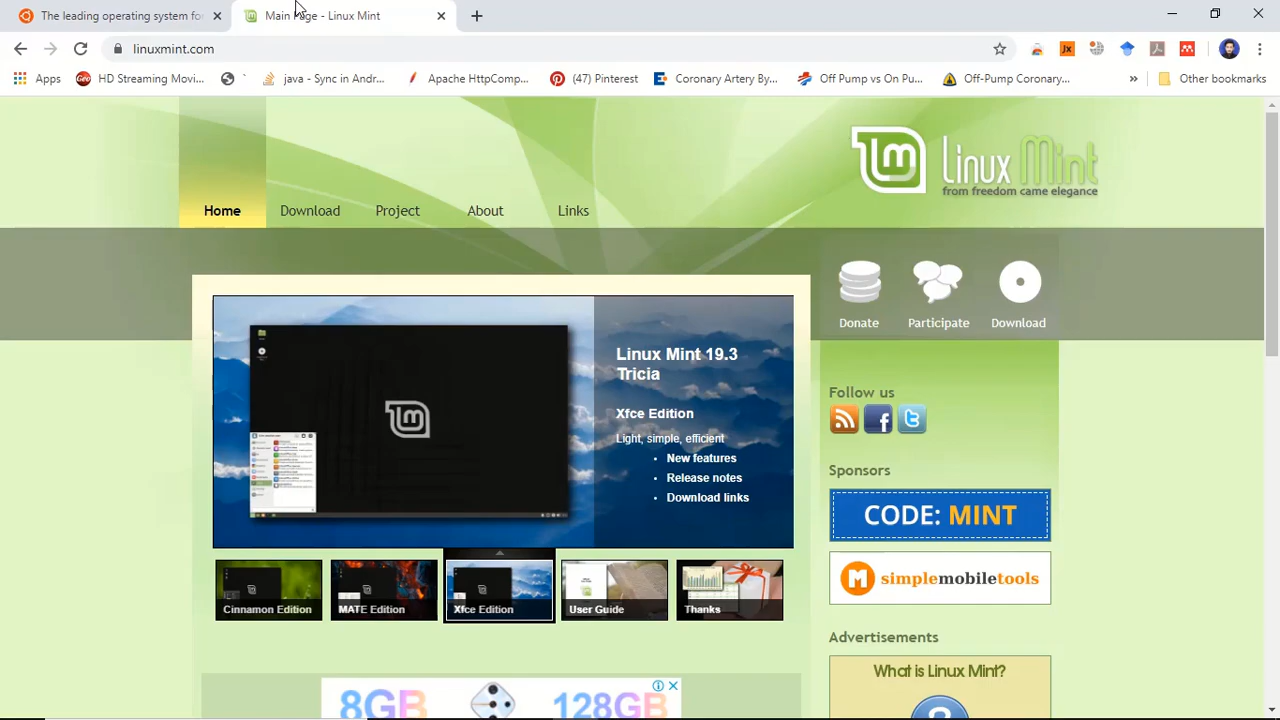 The leading operating system fo
Main Page - Linux Mint
linuxmint.com
Apps
HD Streaming Movi...
java - Sync in Andr...
Apache HttpComp...
(47) Pinterest
Coronary Artery By...
Off Pump vs On Pu...
Off-Pump Coronary...
»
Other bookmarks
Linux Mint
from freedom came elegance
Home
Download
Project
About
Links
Donate
Participate
Download
Linux Mint 19.3
Tricia
Xfce Edition
Light, simple, efficient
• New features
• Release notes
• Download links
Cinnamon Edition
MATE Edition
Xfce Edition
User Guide
Thanks
Follow us
Sponsors
CODE: MINT
simplemobiletools
Advertisements
What is Linux Mint?
8GB
128GB